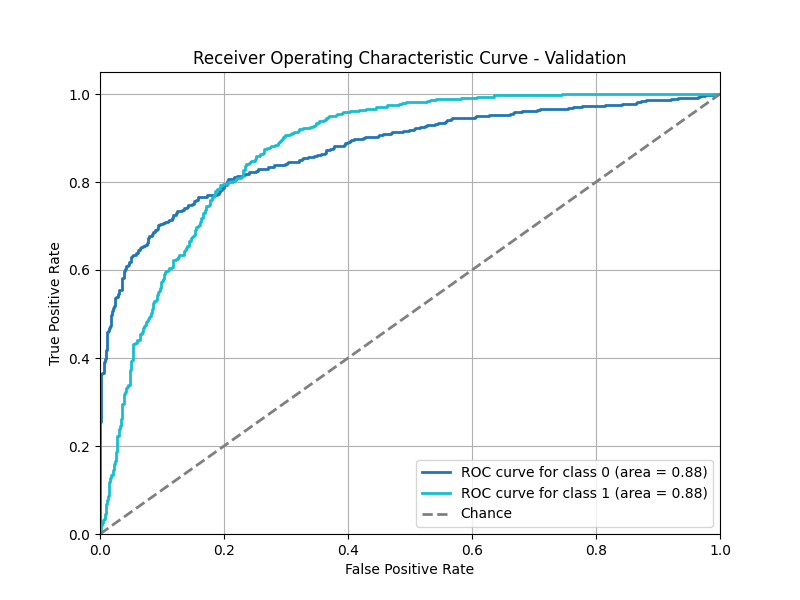 Receiver Operating Characteristic Curve - Validation
True Positive Rate
1.0
0.8
0.6
0.4
0.2
0.0
0.0 0.2 0.4 0.6 0.8 1.0
False Positive Rate
ROC curve for class 0 (area = 0.88)
ROC curve for class 1 (area = 0.88)
Chance